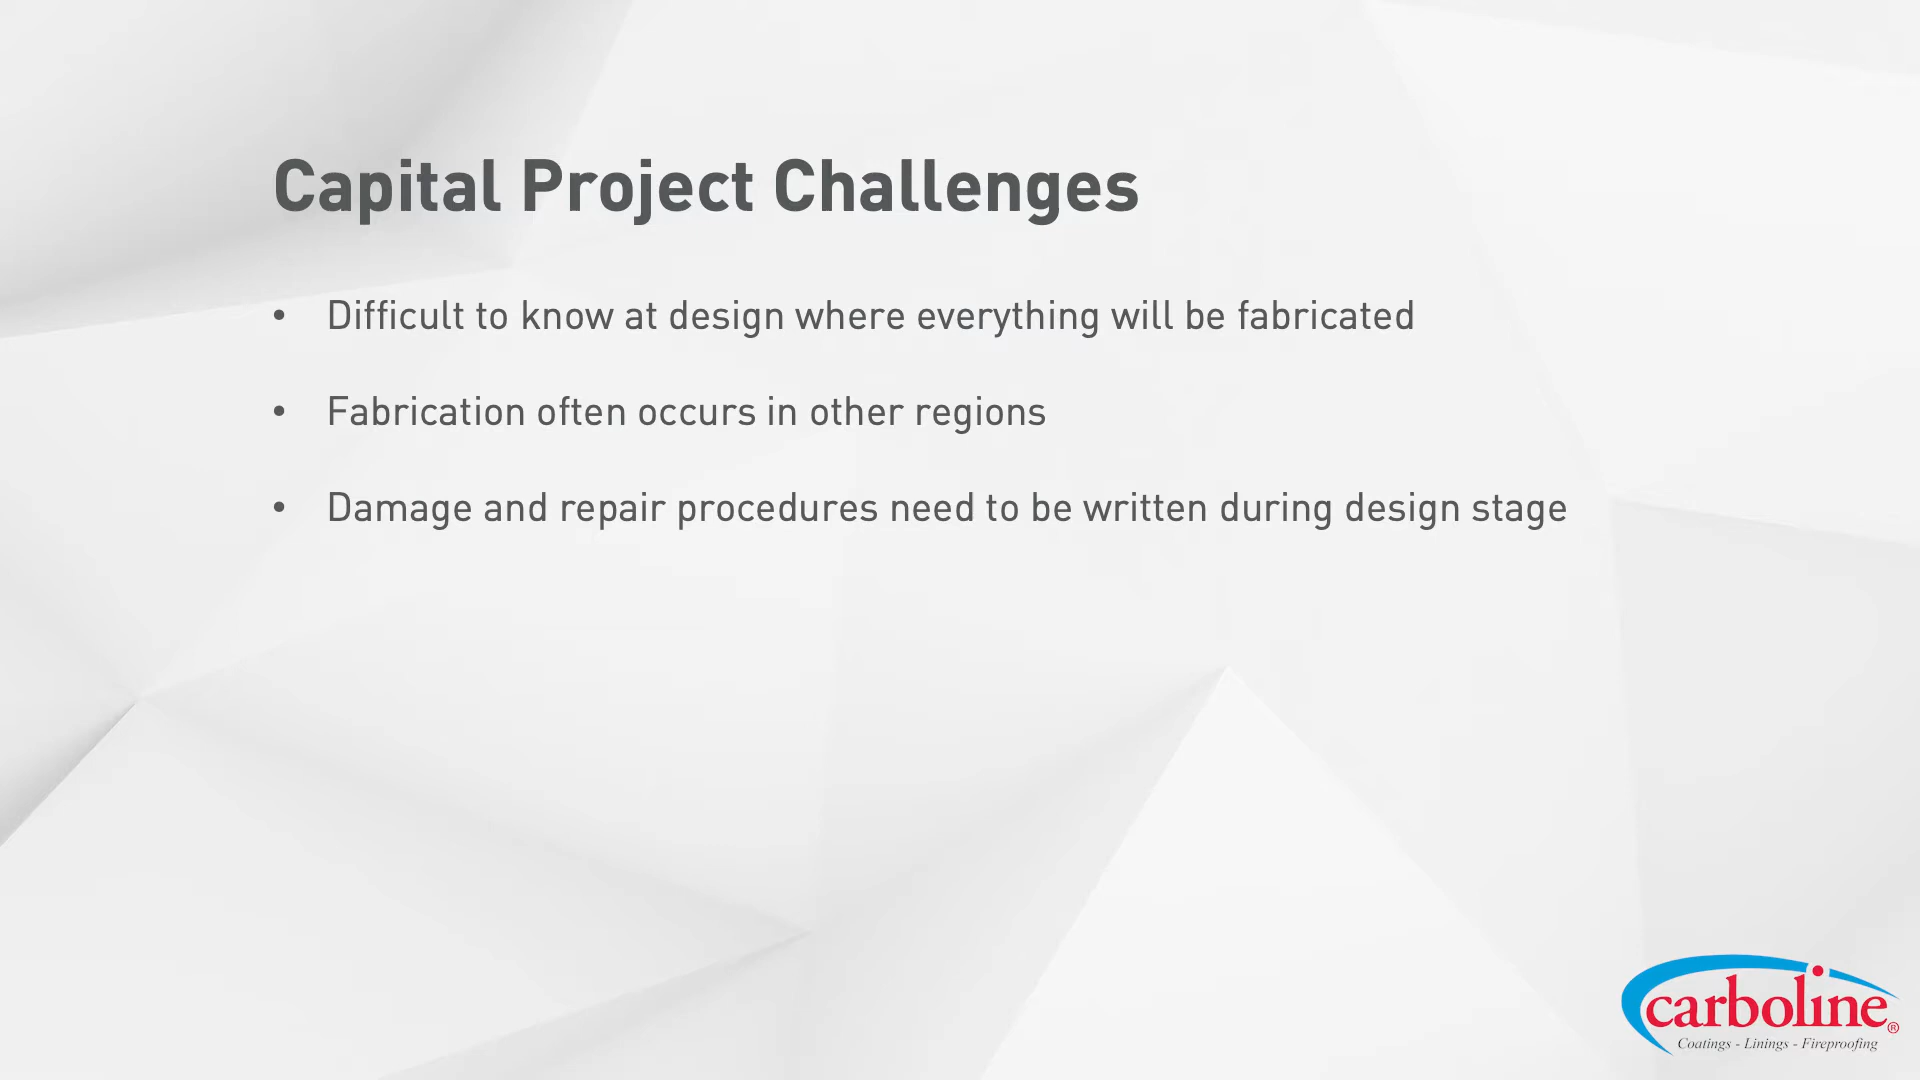 Capital Project Challenges
• Difficult to know at design where everything will be fabricated
• Fabrication often occurs in other regions
• Damage and repair procedures need to be written during design stage
carboline®
Coatings - Linings - Fireproofing